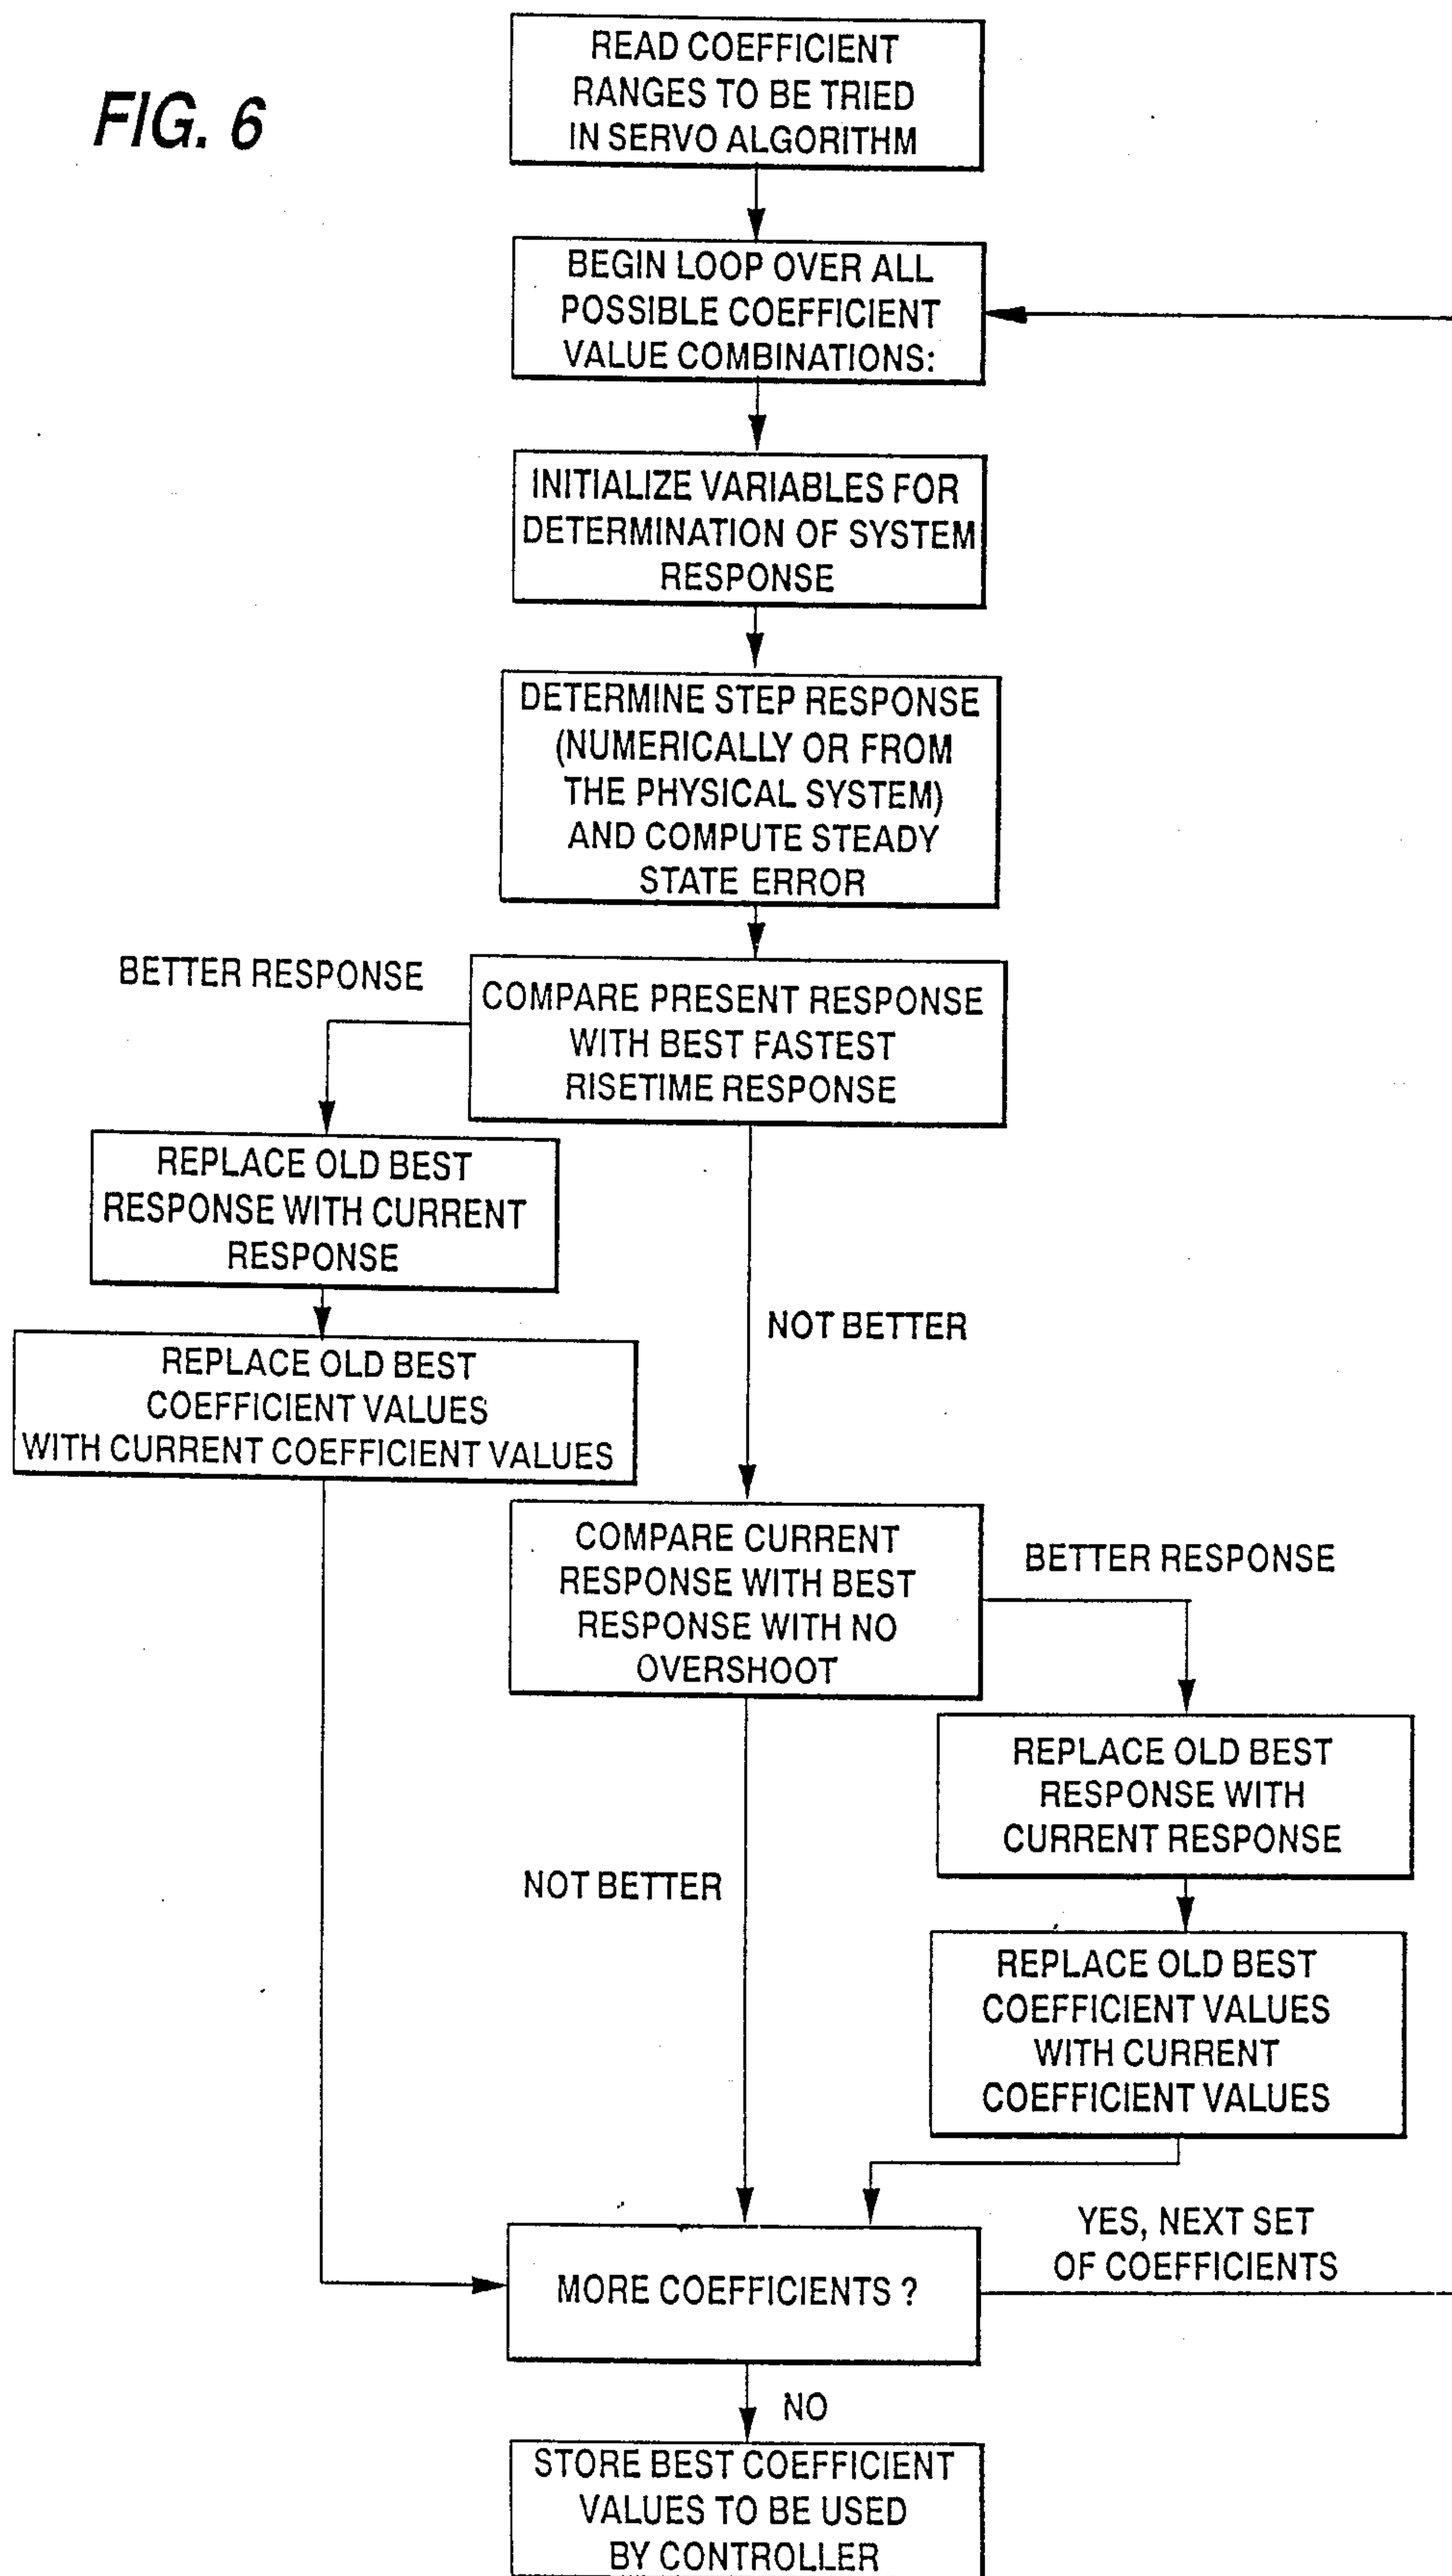 FIG. 6
READ COEFFICIENT
RANGES TO BE TRIED
IN SERVO ALGORITHM
BEGIN LOOP OVER ALL
POSSIBLE COEFFICIENT
VALUE COMBINATIONS:
INITIALIZE VARIABLES FOR
DETERMINATION OF SYSTEM
RESPONSE
DETERMINE STEP RESPONSE
(NUMERICALLY OR FROM
THE PHYSICAL SYSTEM)
AND COMPUTE STEADY
STATE ERROR
BETTER RESPONSE
COMPARE PRESENT RESPONSE
WITH BEST FASTEST
RISETIME RESPONSE
REPLACE OLD BEST
RESPONSE WITH CURRENT
RESPONSE
NOT BETTER
REPLACE OLD BEST
COEFFICIENT VALUES
WITH CURRENT COEFFICIENT VALUES
COMPARE CURRENT
RESPONSE WITH BEST
RESPONSE WITH NO
OVERSHOOT
BETTER RESPONSE
REPLACE OLD BEST
RESPONSE WITH
CURRENT RESPONSE
NOT BETTER
REPLACE OLD BEST
COEFFICIENT VALUES
WITH CURRENT
COEFFICIENT VALUES
MORE COEFFICIENTS ?
YES, NEXT SET
OF COEFFICIENTS
NO
STORE BEST COEFFICIENT
VALUES TO BE USED
BY CONTROLLER